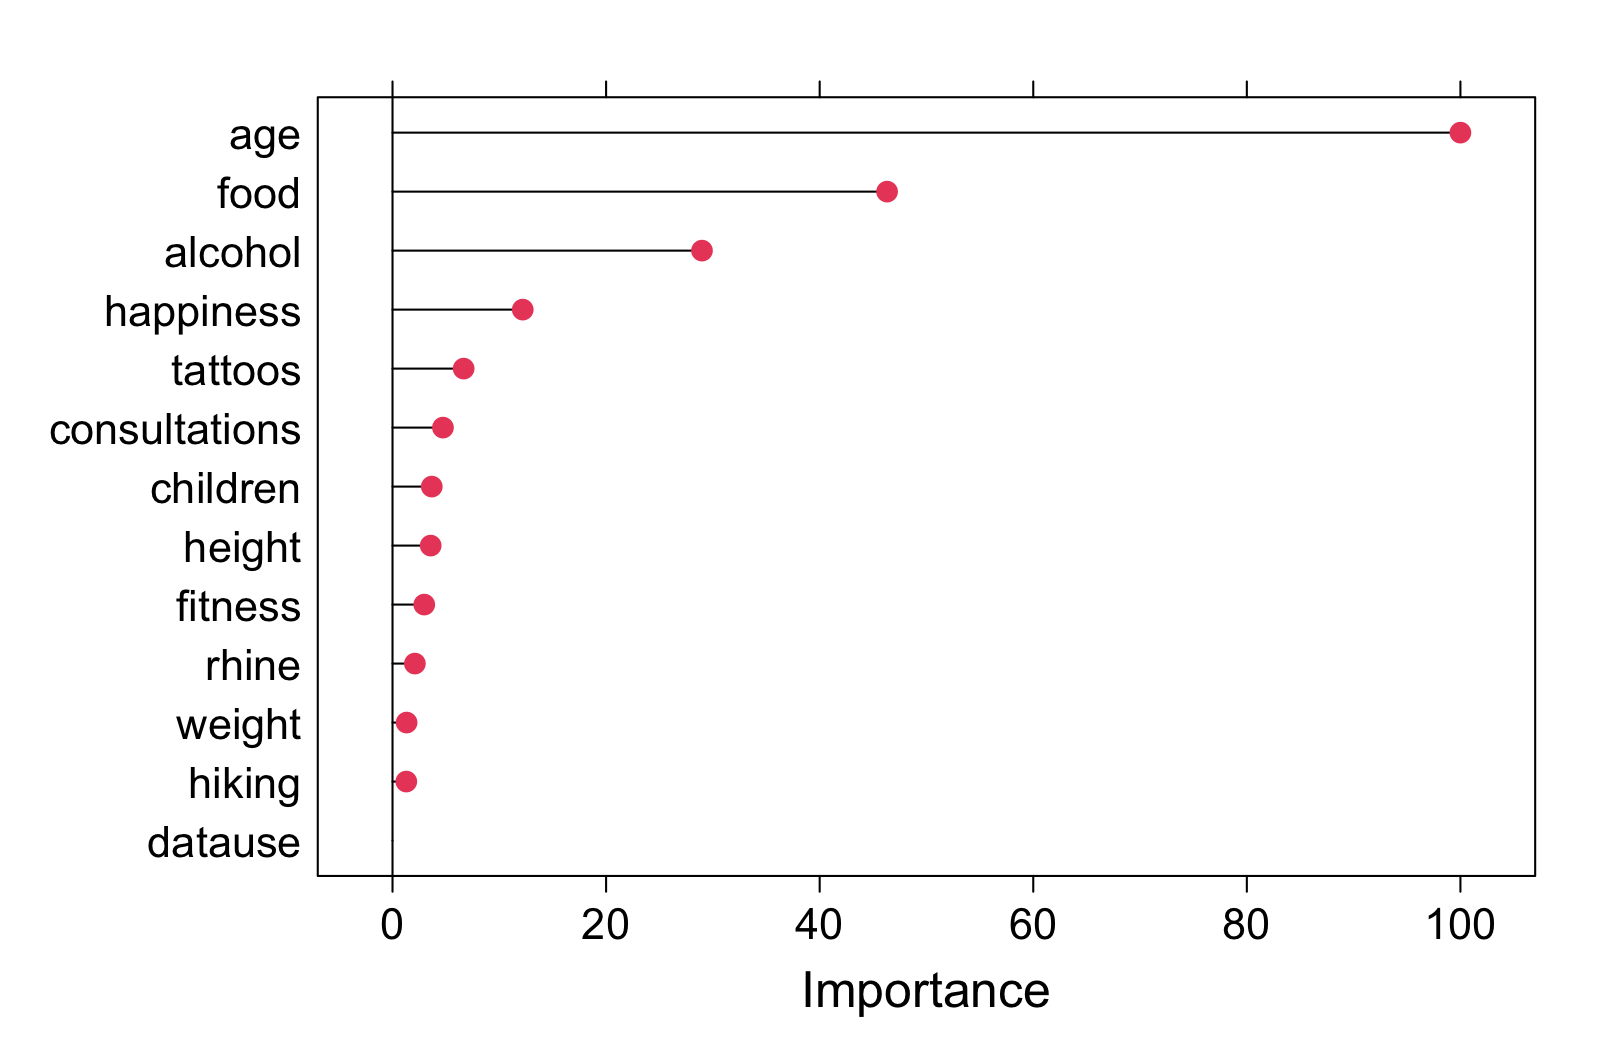 age
food
alcohol
happiness
tattoos
consultations
children
height
fitness
rhine
weight
hiking
datause
0 20 40 60 80 100
Importance